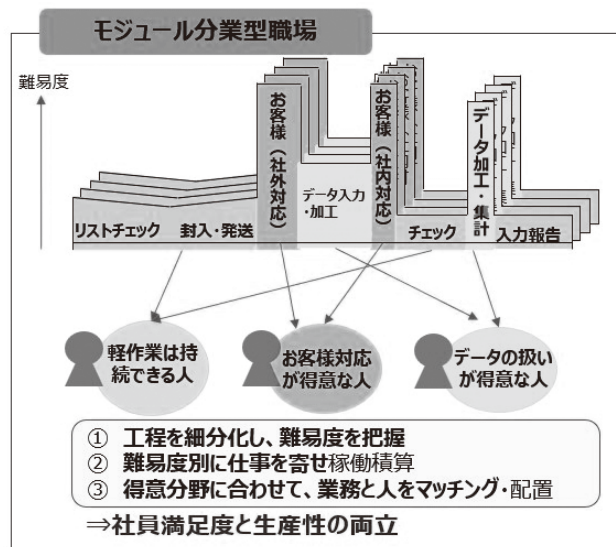 モジュール分業型職場
難易度
リストチェック
封入・発送
お客様（社外対応）
データ入力
・加工
お客様（社内対応）
チェック
データ加工・集計
入力報告
軽作業は持
続できる人
お客様対応
が得意な人
データの扱い
が得意な人
① 工程を細分化し、難易度を把握
② 難易度別に仕事を寄せ稼働積算
③ 得意分野に合わせて、業務と人をマッチング・配置
⇒社員満足度と生産性の両立